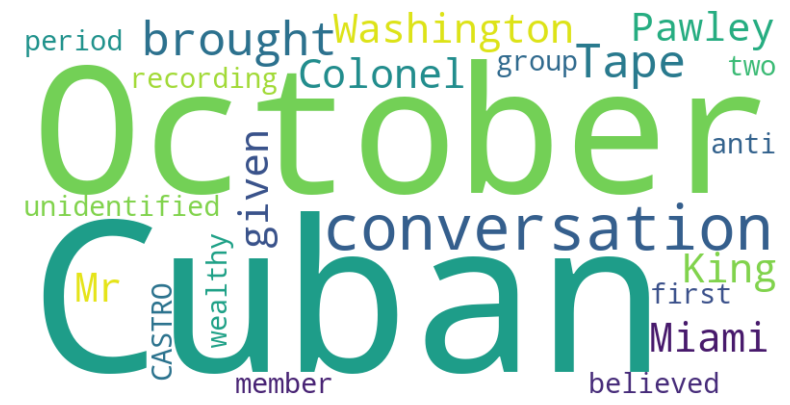 period
brought
Washington
Pawley
recording
Colonel
group
Tape
two
October
anti
unidentified
given
conversation
Cuban
Mr
CASTRO
wealthy
King
first
Miami
member
believed